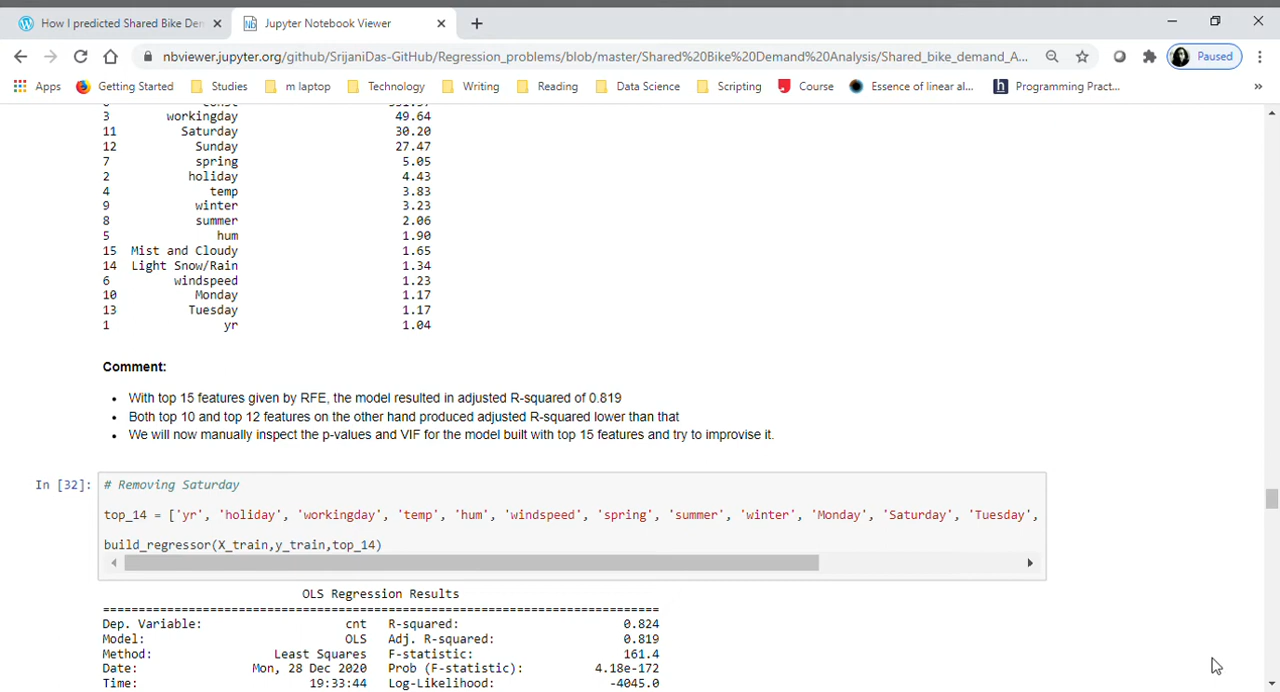 How I predicted Shared Bike Der
Jupyter Notebook Viewer
nbviewer.jupyter.org/github/SrijaniDas-GitHub/Regression_problems/blob/master/Shared%20Bike%20Demand%20Analysis/Shared_bike_demand_A...
Paused
Apps
Getting Started
Studies
m laptop
Technology
Writing
Reading
Data Science
Scripting
Course
Essence of linear al...
Programming Pract...
3 workingday 49.64
11 Saturday 30.20
12 Sunday 27.47
7 spring 5.05
2 holiday 4.43
4 temp 3.83
9 winter 3.23
8 summer 2.06
5 hum 1.90
15 Mist and Cloudy 1.65
14 Light Snow/Rain 1.34
6 windspeed 1.23
10 Monday 1.17
13 Tuesday 1.17
1 yr 1.04
Comment:
• With top 15 features given by RFE, the model resulted in adjusted R-squared of 0.819
• Both top 10 and top 12 features on the other hand produced adjusted R-squared lower than that
• We will now manually inspect the p-values and VIF for the model built with top 15 features and try to improvise it.
In [32]: # Removing Saturday
top_14 = ['yr', 'holiday', 'workingday', 'temp', 'hum', 'windspeed', 'spring', 'summer', 'winter', 'Monday', 'Saturday', 'Tuesday',
build_regressor(X_train,y_train,top_14)
OLS Regression Results
==============================================================================
Dep. Variable: cnt R-squared: 0.824
Model: OLS Adj. R-squared: 0.819
Method: Least Squares F-statistic: 161.4
Date: Mon, 28 Dec 2020 Prob (F-statistic): 4.18e-172
Time: 19:33:44 Log-Likelihood: -4045.0